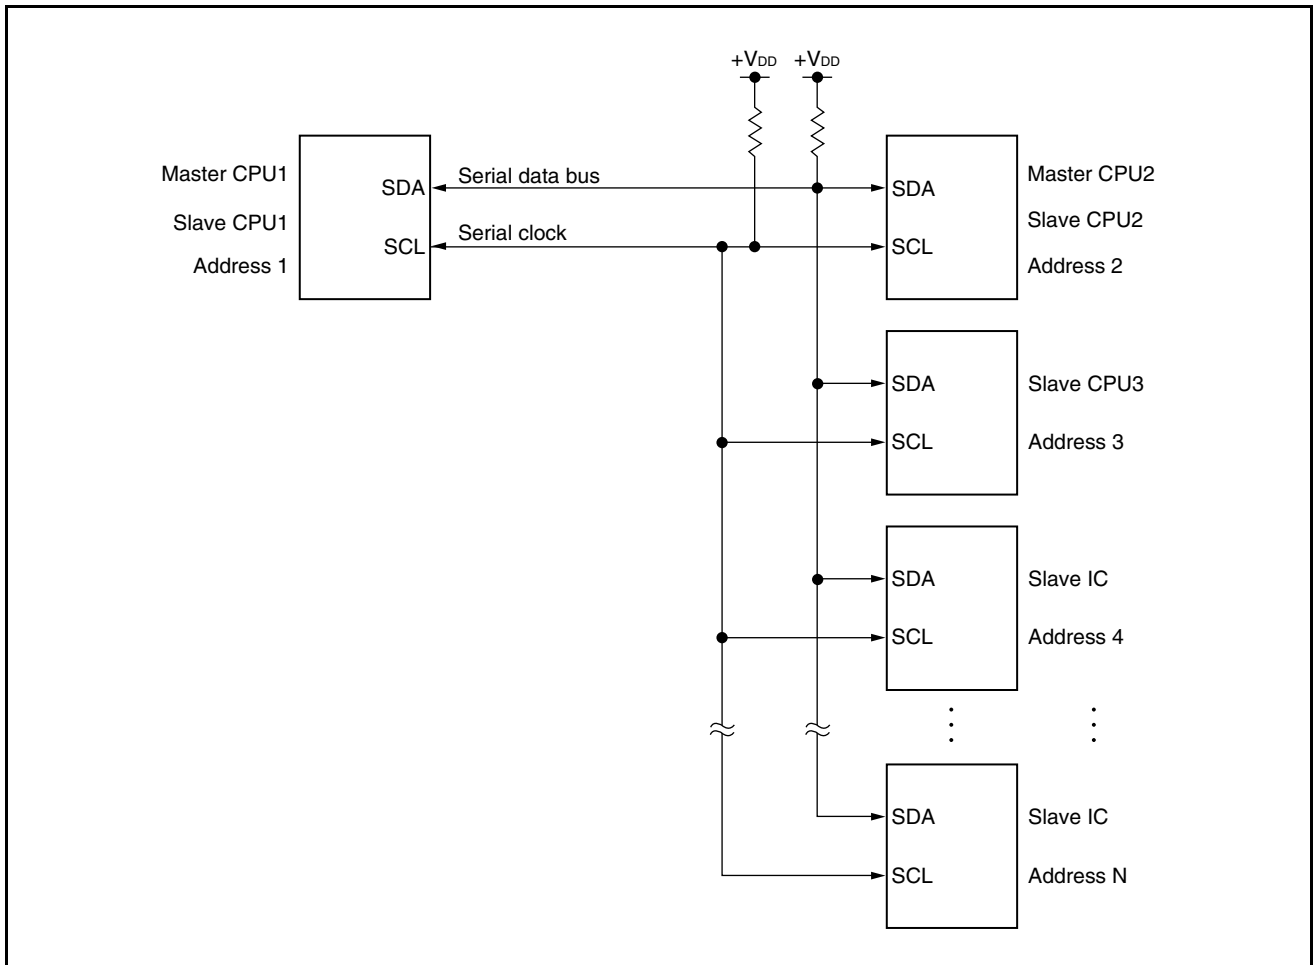 +VDD +VDD
Master CPU1
Slave CPU1
Address 1
SDA
SCL
Serial data bus
Serial clock
SDA
SCL
Master CPU2
Slave CPU2
Address 2
SDA
SCL
Slave CPU3
Address 3
SDA
SCL
Slave IC
Address 4
SDA
SCL
Slave IC
Address N